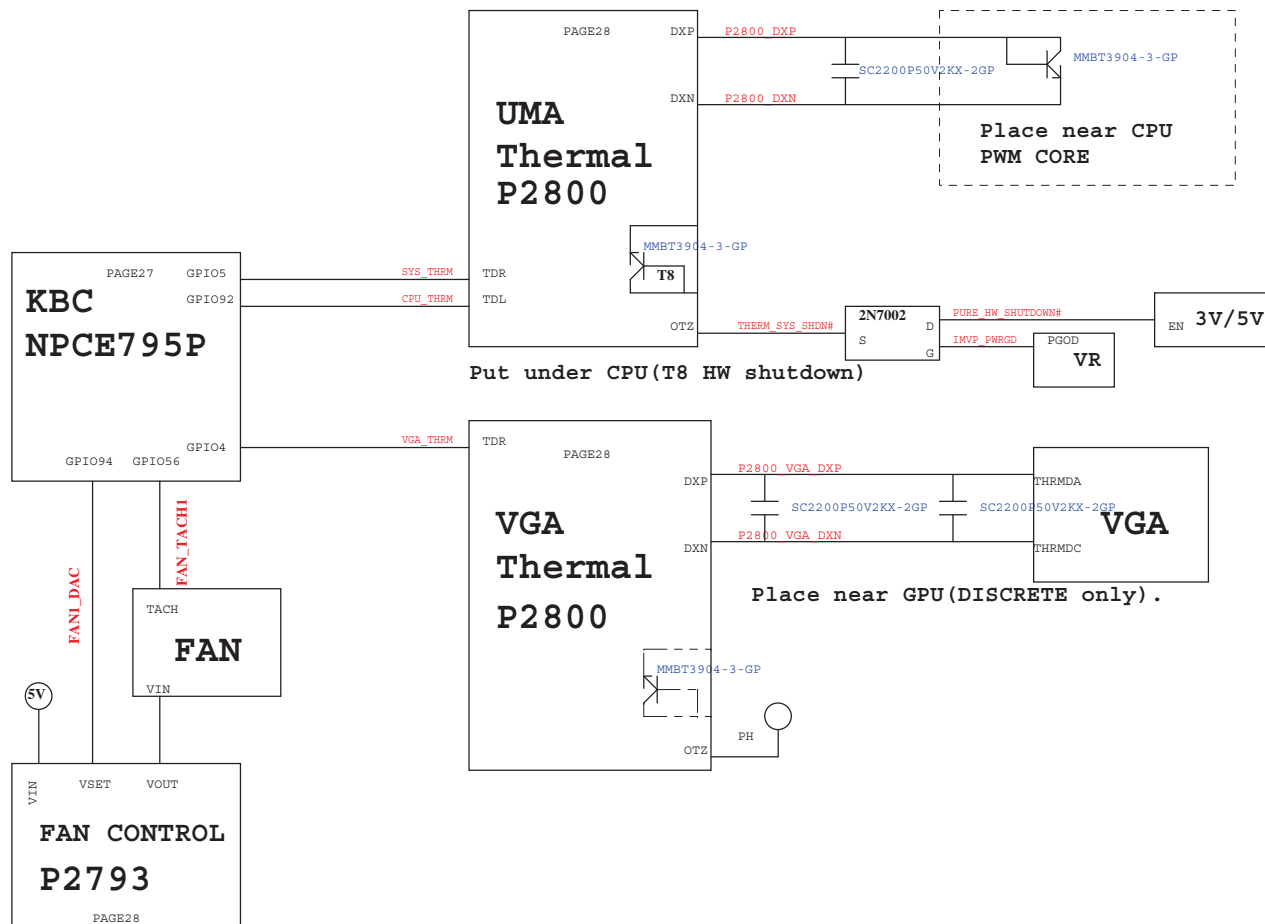 PAGE28
DXP
P2800_DXP
SC2200P50V2KX-2GP
MMBT3904-3-GP
DXN
P2800_DXN
UMA
Thermal
P2800
Place near CPU
PWM CORE
MMBT3904-3-GP
T8
PAGE27
GPIO5
SYS_THRM
TDR
GPIO92
CPU_THRM
TDL
KBC
NPCE795P
OTZ
THERM_SYS_SHDN#
2N7002
S
D
G
PURE_HW_SHUTDOWN#
IMVP_PWRGD
EN
3V/5V
PGOD
VR
Put under CPU(T8 HW shutdown)
GPIO4
VGA_THRM
TDR
PAGE28
GPIO94
GPIO56
DXP
P2800_VGA_DXP
THRMDA
SC2200P50V2KX-2GP
SC2200P50V2KX-2GP
VGA
DXN
P2800_VGA_DXN
THRMDC
VGA
Thermal
P2800
Place near GPU(DISCRETE only).
FAN1_DAC
FAN_TACH1
TACH
FAN
VIN
MMBT3904-3-GP
5V
OTZ
PH
VIN
VSET
VOUT
FAN CONTROL
P2793
PAGE28